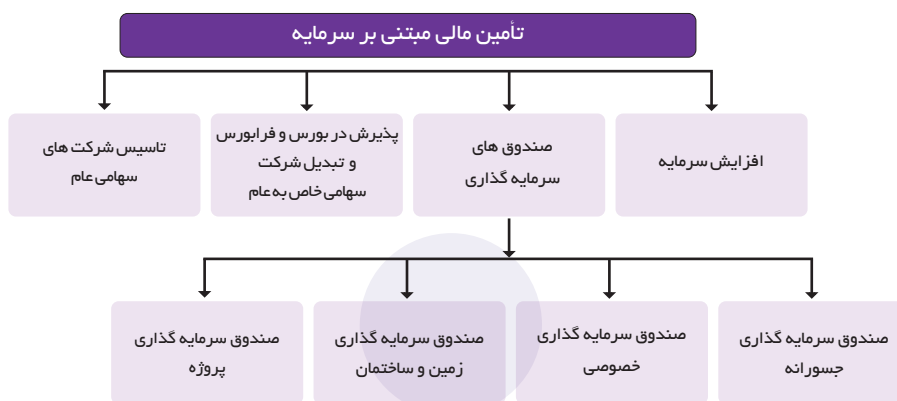 تأمین مالی مبتنی بر سرمایه
افزایش سرمایه
صندوق های
سرمایه گذاری
پذیرش در بورس و فرابورس
و تبدیل شرکت
سهامی خاص به عام
تاسیس شرکت های
سهامی عام
صندوق سرمایه گذاری
جسورانه
صندوق سرمایه گذاری
خصوصی
صندوق سرمایه گذاری
زمین و ساختمان
صندوق سرمایه گذاری
پروژه